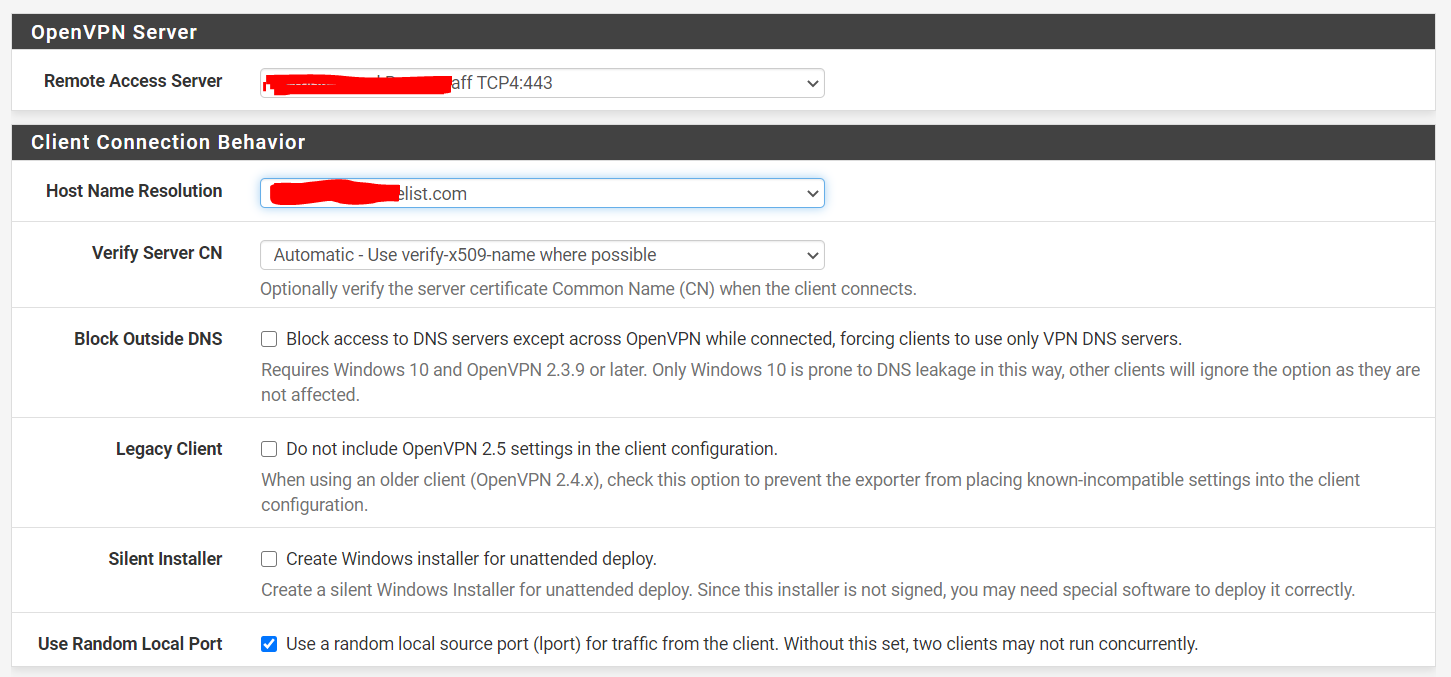 OpenVPN Server
Remote Access Server
aff TCP4:443
Client Connection Behavior
Host Name Resolution
elist.com
Verify Server CN
Automatic - Use verify-x509-name where possible
Optionally verify the server certificate Common Name (CN) when the client connects.
Block Outside DNS
Block access to DNS servers except across OpenVPN while connected, forcing clients to use only VPN DNS servers.
Requires Windows 10 and OpenVPN 2.3.9 or later. Only Windows 10 is prone to DNS leakage in this way, other clients will ignore the option as they are
not affected.
Legacy Client
Do not include OpenVPN 2.5 settings in the client configuration.
When using an older client (OpenVPN 2.4.x), check this option to prevent the exporter from placing known-incompatible settings into the client
configuration.
Silent Installer
Create Windows installer for unattended deploy.
Create a silent Windows Installer for unattended deploy. Since this installer is not signed, you may need special software to deploy it correctly.
Use Random Local Port
Use a random local source port (lport) for traffic from the client. Without this set, two clients may not run concurrently.